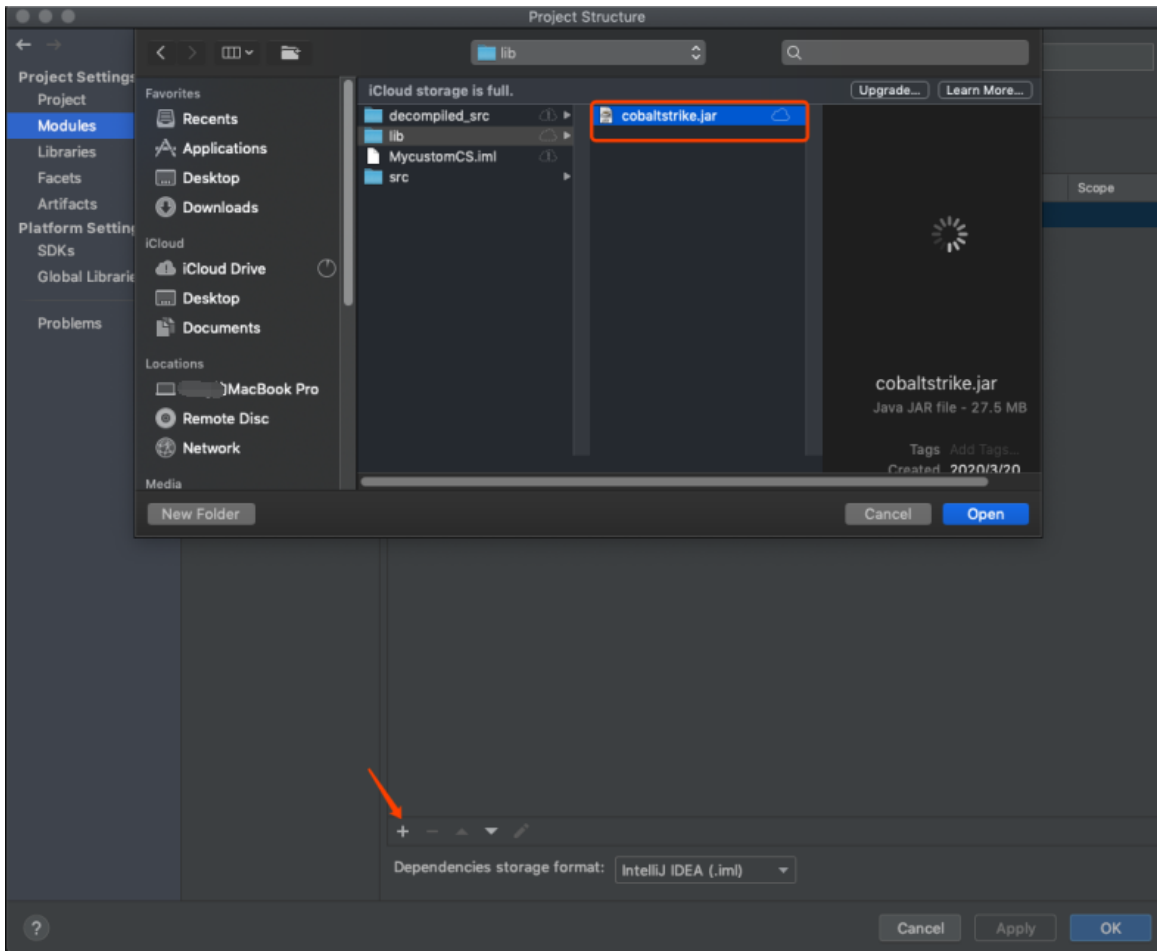 Project Structure
lib
Project Settings
Project
Modules
Libraries
Facets
Artifacts
Platform Settin
SDKs
Global Librarie
Problems
Favorites
Recents
Applications
Desktop
Downloads
iCloud
iCloud Drive
Desktop
Documents
Locations
MacBook Pro
Remote Disc
Network
Media
iCloud storage is full.
Upgrade...
Learn More...
decompiled_src
lib
MycustomCS.iml
src
cobaltstrike.jar
cobaltstrike.jar
Java JAR file - 27.5 MB
Tags Add Tags...
Created 2020/3/20
Scope
New Folder
Cancel
Open
Dependencies storage format:
IntelliJ IDEA (.iml)
?
Cancel
Apply
OK